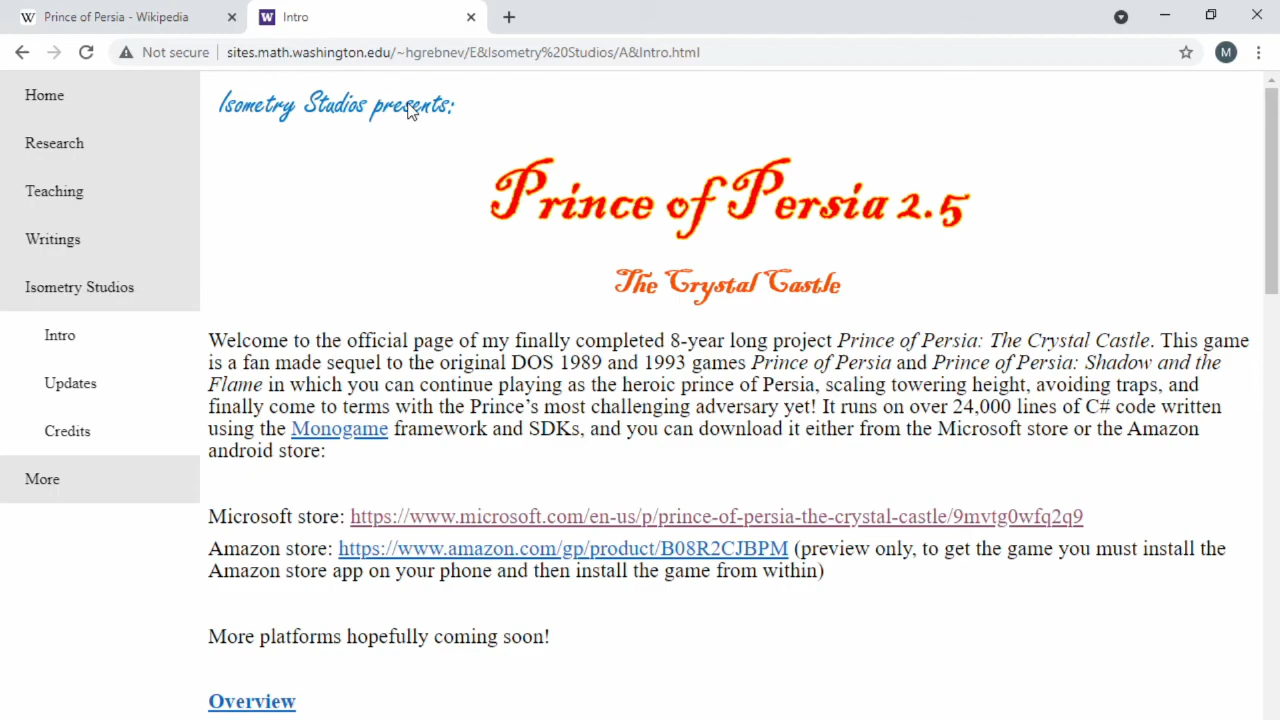 Prince of Persia - Wikipedia
Intro
Not secure
sites.math.washington.edu/~hgrebnev/E&Isometry%20Studios/A&Intro.html
M
Home
Research
Teaching
Writings
Isometry Studios
Intro
Updates
Credits
More
Isometry Studios presents:
Prince of Persia 2.5
The Crystal Castle
Welcome to the official page of my finally completed 8-year long project Prince of Persia: The Crystal Castle. This game
is a fan made sequel to the original DOS 1989 and 1993 games Prince of Persia and Prince of Persia: Shadow and the
Flame in which you can continue playing as the heroic prince of Persia, scaling towering height, avoiding traps, and
finally come to terms with the Prince’s most challenging adversary yet! It runs on over 24,000 lines of C# code written
using the Monogame framework and SDKs, and you can download it either from the Microsoft store or the Amazon
android store:
Microsoft store: https://www.microsoft.com/en-us/p/prince-of-persia-the-crystal-castle/9mvtg0wfq2q9
Amazon store: https://www.amazon.com/gp/product/B08R2CJBPM (preview only, to get the game you must install the
Amazon store app on your phone and then install the game from within)
More platforms hopefully coming soon!
Overview